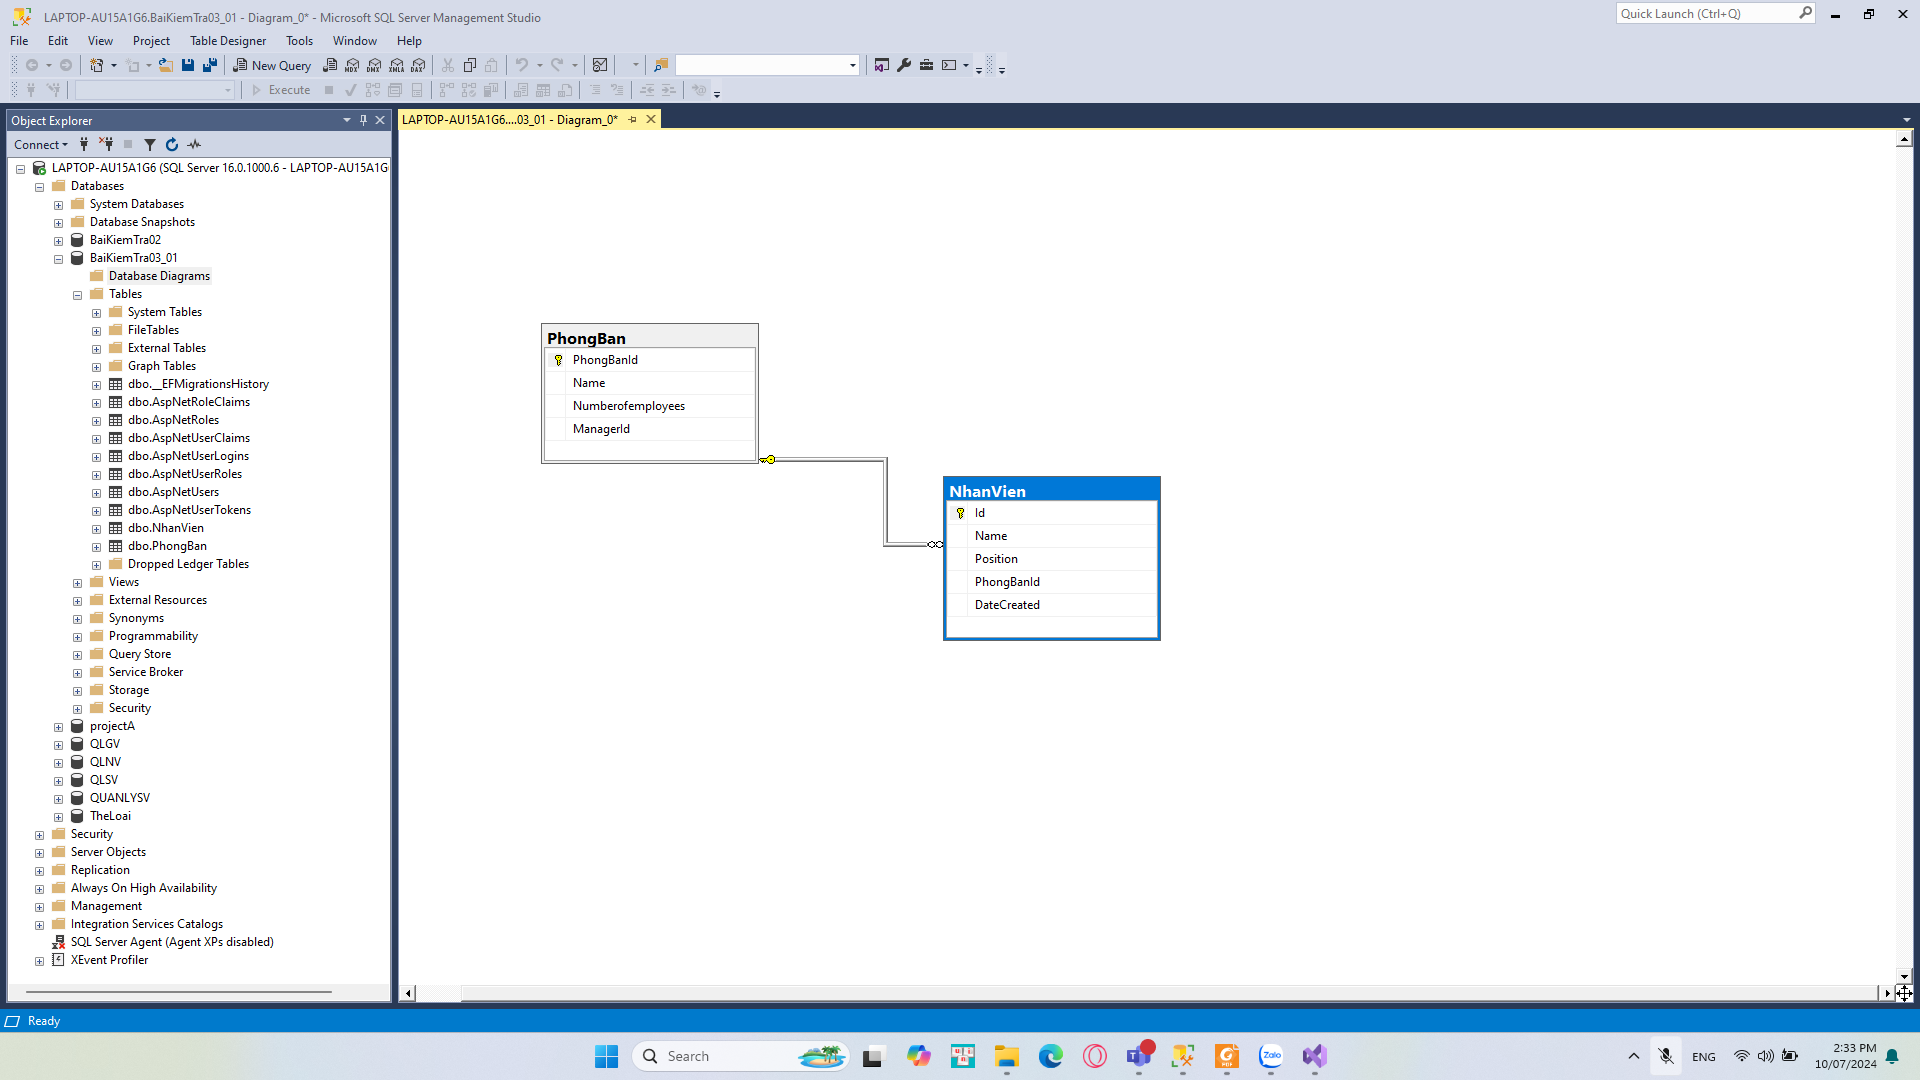 LAPTOP-AU15A1G6.BaiKiemTra03_01 - Diagram_0* - Microsoft SQL Server Management Studio
Quick Launch (Ctrl+Q)
File Edit View Project Table Designer Tools Window Help
New Query
MDX DMX XMLA DAX
Execute
Object Explorer
LAPTOP-AU15A1G6....03_01 - Diagram_0*
Connect
LAPTOP-AU15A1G6 (SQL Server 16.0.1000.6 - LAPTOP-AU15A1G
Databases
System Databases
Database Snapshots
BaiKiemTra02
BaiKiemTra03_01
Database Diagrams
Tables
System Tables
FileTables
External Tables
Graph Tables
dbo.__EFMigrationsHistory
dbo.AspNetRoleClaims
dbo.AspNetRoles
dbo.AspNetUserClaims
dbo.AspNetUserLogins
dbo.AspNetUserRoles
dbo.AspNetUsers
dbo.AspNetUserTokens
dbo.NhanVien
dbo.PhongBan
Dropped Ledger Tables
Views
External Resources
Synonyms
Programmability
Query Store
Service Broker
Storage
Security
projectA
QLGV
QLNV
QLSV
QUANLYSV
TheLoai
Security
Server Objects
Replication
Always On High Availability
Management
Integration Services Catalogs
SQL Server Agent (Agent XPs disabled)
XEvent Profiler
PhongBan
PhongBanId
Name
Numberofemployees
ManagerId
NhanVien
Id
Name
Position
PhongBanId
DateCreated
Ready
Search
Zalo
ENG
2:33 PM
10/07/2024